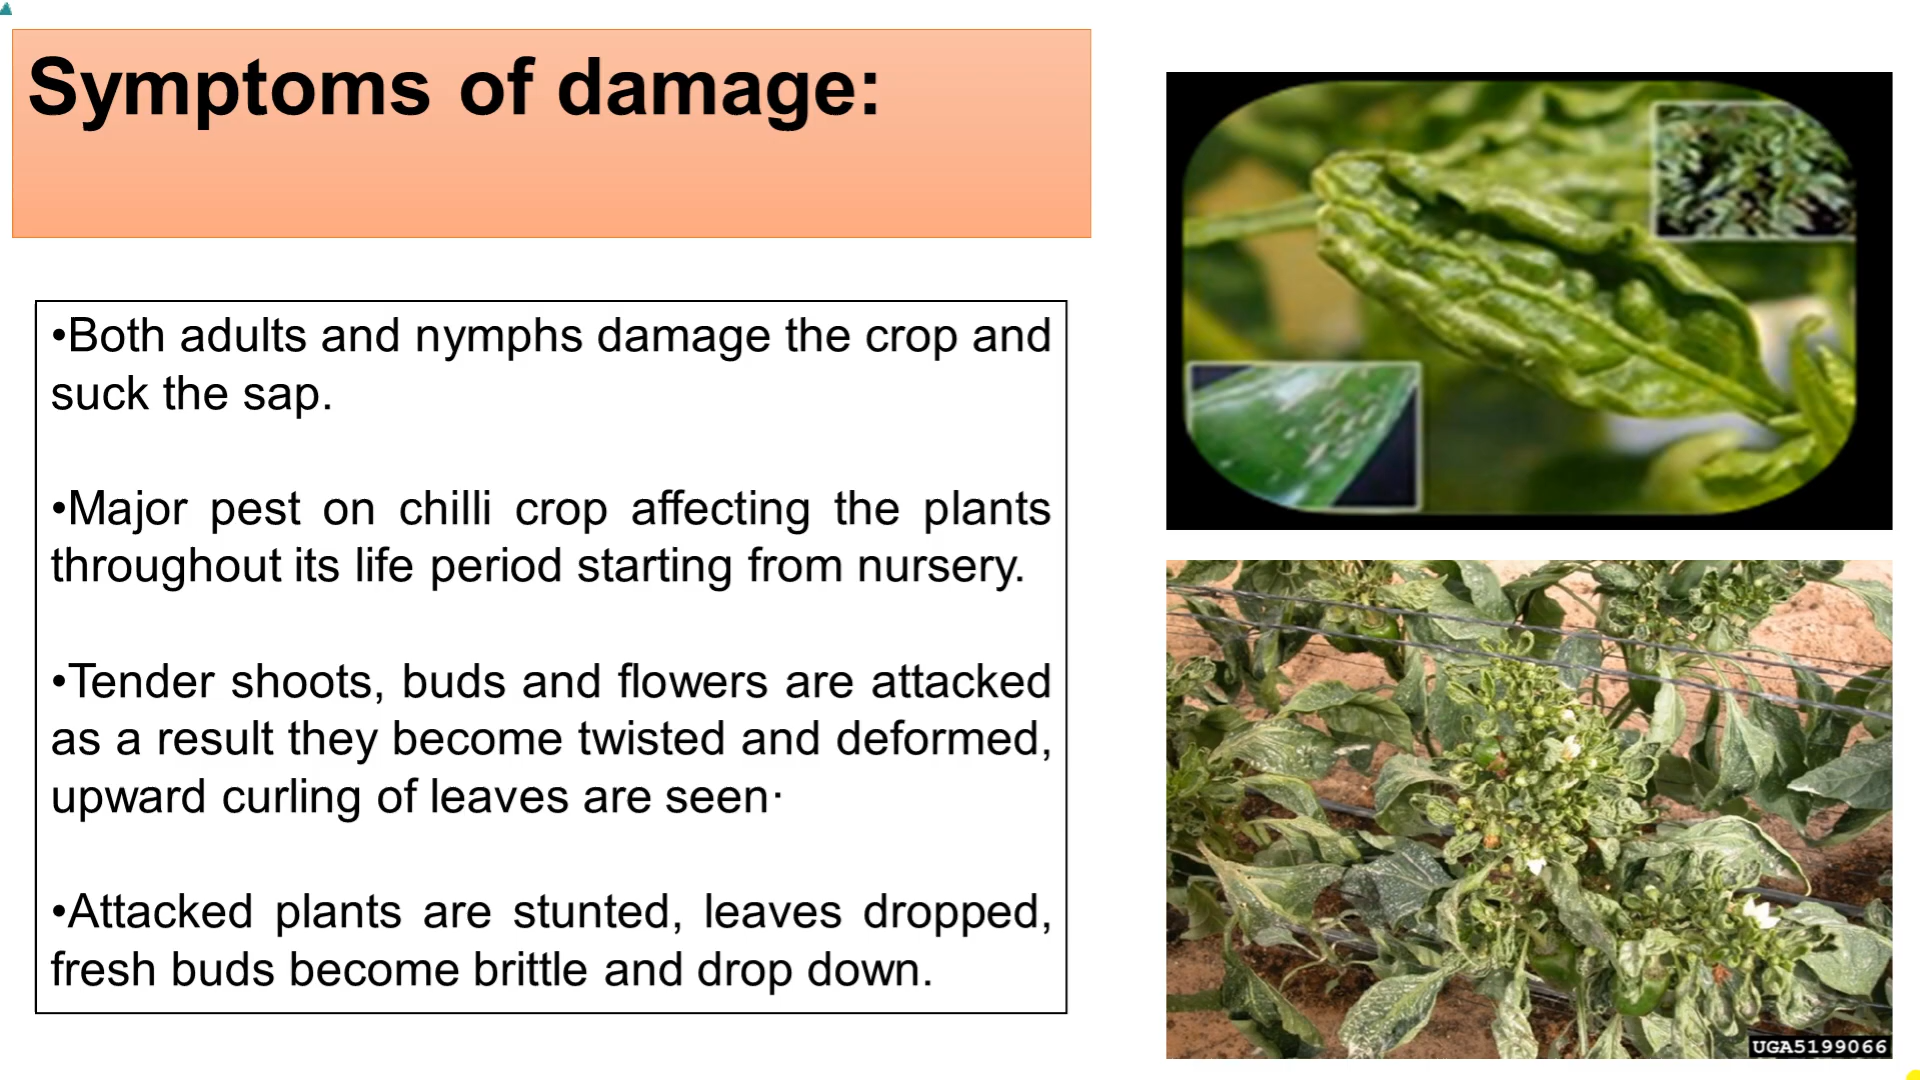 Symptoms of damage:
•Both adults and nymphs damage the crop and
suck the sap.
•Major pest on chilli crop affecting the plants
throughout its life period starting from nursery.
•Tender shoots, buds and flowers are attacked
as a result they become twisted and deformed,
upward curling of leaves are seen·
•Attacked plants are stunted, leaves dropped,
fresh buds become brittle and drop down.
UGA5199066